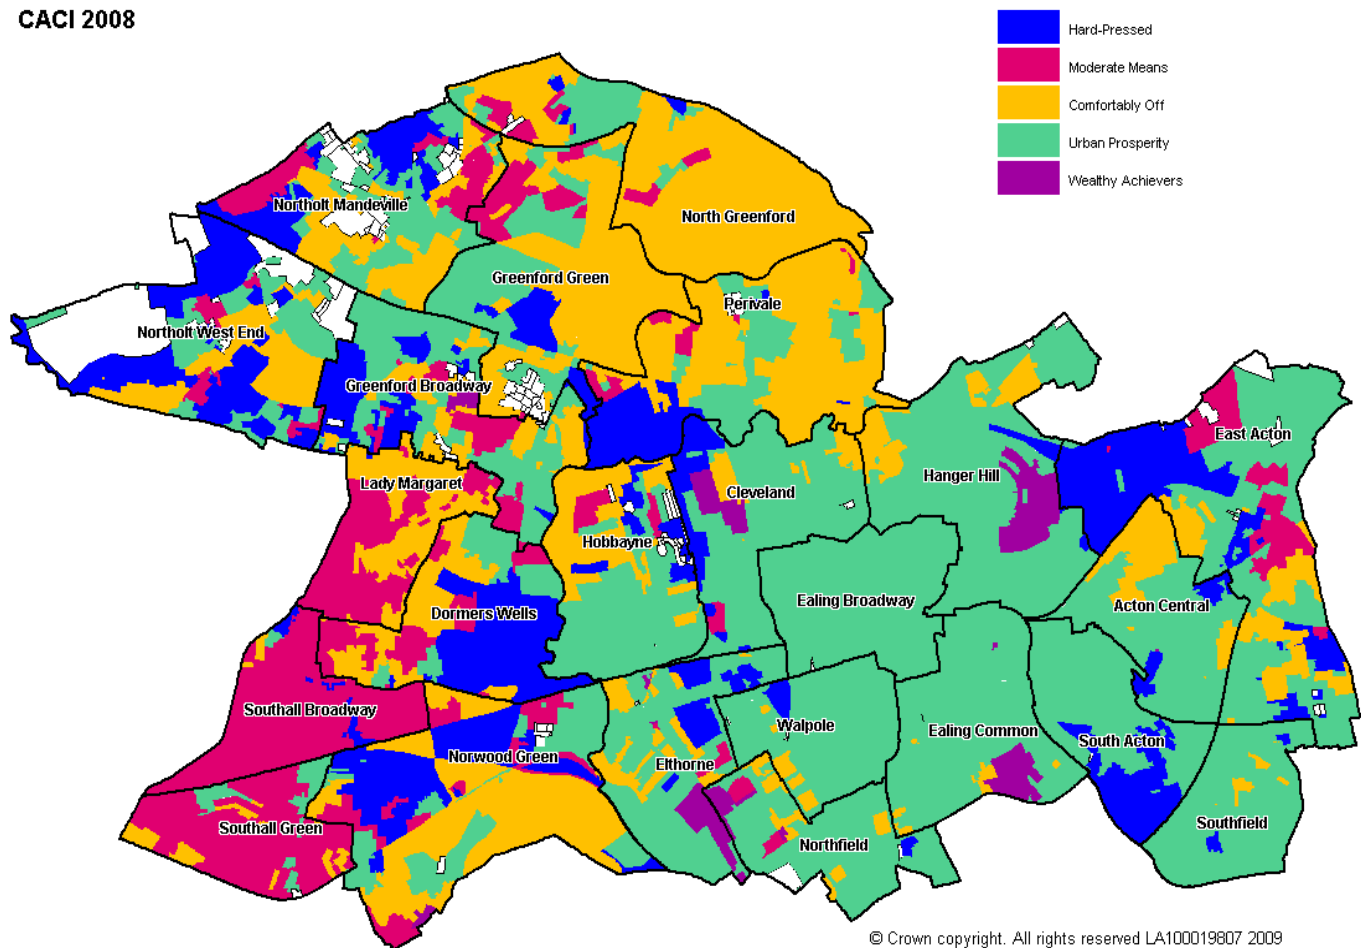 CACI 2008
Hard-Pressed
Moderate Means
Comfortably Off
Urban Prosperity
Wealthy Achievers
Northolt Mandeville
North Greenford
Greenford Green
Perivale
Northolt West End
Greenford Broadway
East Acton
Lady Margaret
Cleveland
Hanger Hill
Hobbayne
Ealing Broadway
Acton Central
Dormers Wells
Southall Broadway
Walpole
Ealing Common
South Acton
Norwood Green
Elthorne
Southall Green
Northfield
Southfield
© Crown copyright. All rights reserved LA100019807 2009